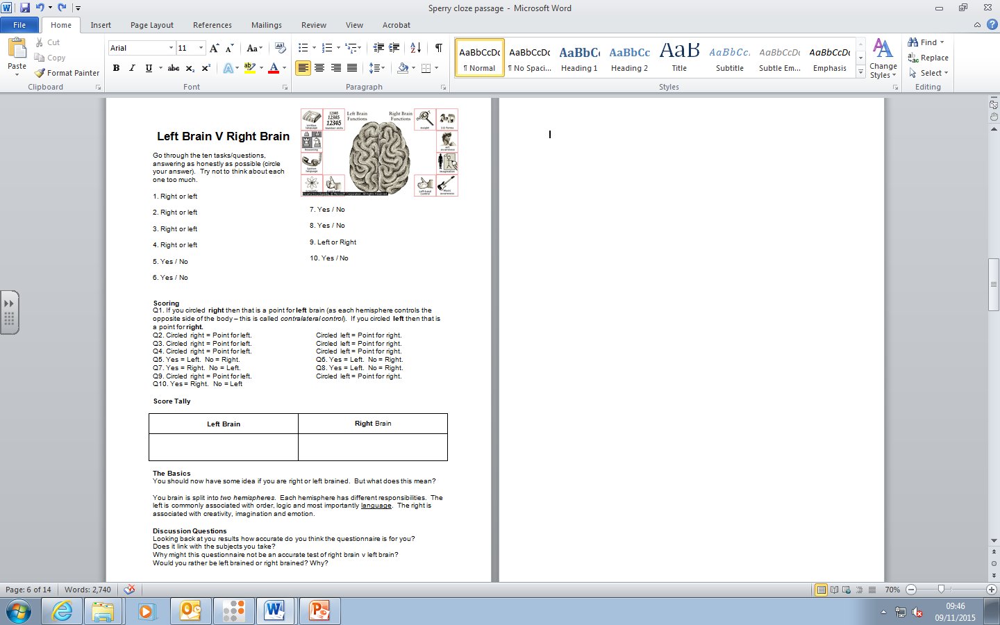 Sperry cloze passage - Microsoft Word
File Home Insert Page Layout References Mailings Review View Acrobat
Paste
Cut
Copy
Format Painter
Clipboard
Arial 11
Font
Paragraph
AaBbCcDc AaBbCcDc AaBbC AaBbCc AaB AaBbCc. AaBbCcDc AaBbCcDc
¶ Normal ¶ No Spaci... Heading 1 Heading 2 Title Subtitle Subtle Em... Emphasis
Change Styles
Styles
Find
Replace
Select
Editing
Left Brain V Right Brain
Go through the ten tasks/questions,
answering as honestly as possible (circle
your answer). Try not to think about each
one too much.
1. Right or left
2. Right or left
3. Right or left
4. Right or left
5. Yes / No
6. Yes / No
Left Brain Functions
Right Brain Functions
12345
12345
12345
Number skills
Reasoning
Insight
3-D forms
Imagination
7. Yes / No
8. Yes / No
9. Left or Right
10. Yes / No
Scoring
Q1. If you circled right then that is a point for left brain (as each hemisphere controls the
opposite side of the body – this is called contralateral control). If you circled left then that is
a point for right.
Q2. Circled right = Point for left. Circled left = Point for right.
Q3. Circled right = Point for left. Circled left = Point for right.
Q4. Circled right = Point for left. Circled left = Point for right.
Q5. Yes = Left. No = Right. Q6. Yes = Left. No = Right.
Q7. Yes = Right. No = Left. Q8. Yes = Left. No = Right.
Q9. Circled right = Point for left. Circled left = Point for right.
Q10. Yes = Right. No = Left
Score Tally
Left Brain Right Brain
The Basics
You should now have some idea if you are right or left brained. But what does this mean?
You brain is split into two hemispheres. Each hemisphere has different responsibilities. The
left is commonly associated with order, logic and most importantly language. The right is
associated with creativity, imagination and emotion.
Discussion Questions
Looking back at you results how accurate do you think the questionnaire is for you?
Does it link with the subjects you take?
Why might this questionnaire not be an accurate test of right brain v left brain?
Would you rather be left brained or right brained? Why?
Page: 6 of 14 Words: 2,740 70%
09:46
09/11/2015